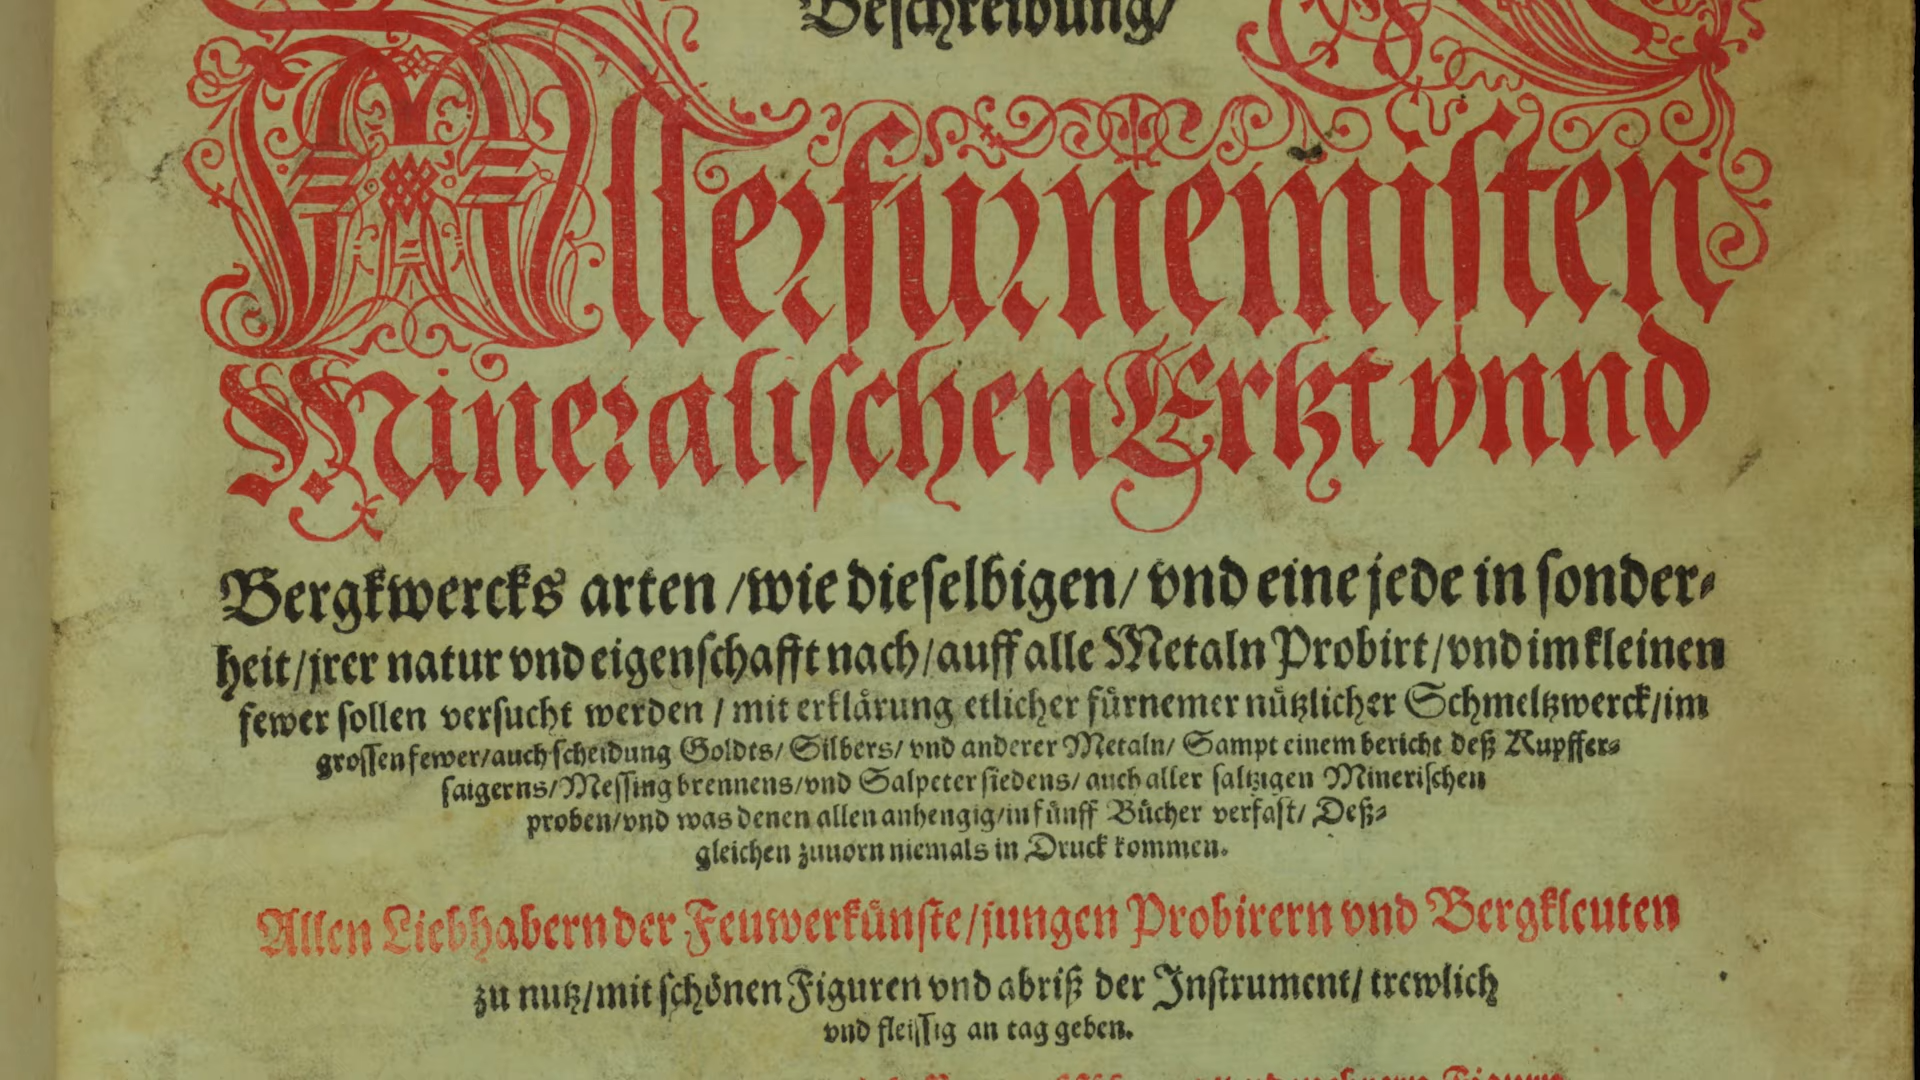 Beschreibung/
Allerfürnemisten
Mineralischen Ertzt vnnd
Bergkwercks arten /wie dieselbigen/ vnd eine jede in sonder-
heit/jrer natur vnd eigenschafft nach/auff alle Metaln Probirt/vnd im kleinen
fewer sollen versucht werden / mit erklärung etlicher fürnemer nützlicher Schmeltzwerck/im
grossen fewer/auch scheidung Goldts/ Silbers/ vnd anderer Metaln/ Sampt einem bericht deß Kupffer-
saigerns/Messing brennens/vnd Salpeter siedens/ auch aller saltzigen Minerischen
proben/vnd was denen allen anhengig/in fünff Bücher verfast/ Deß-
gleichen zuuorn niemals in Druck kommen.
Allen Liebhabern der Feuwerkünste/jungen Probirern vnd Bergkleuten
zu nutz/mit schönen Figuren vnd abriß der Instrument/ trewlich
vnd fleissig an tag geben.